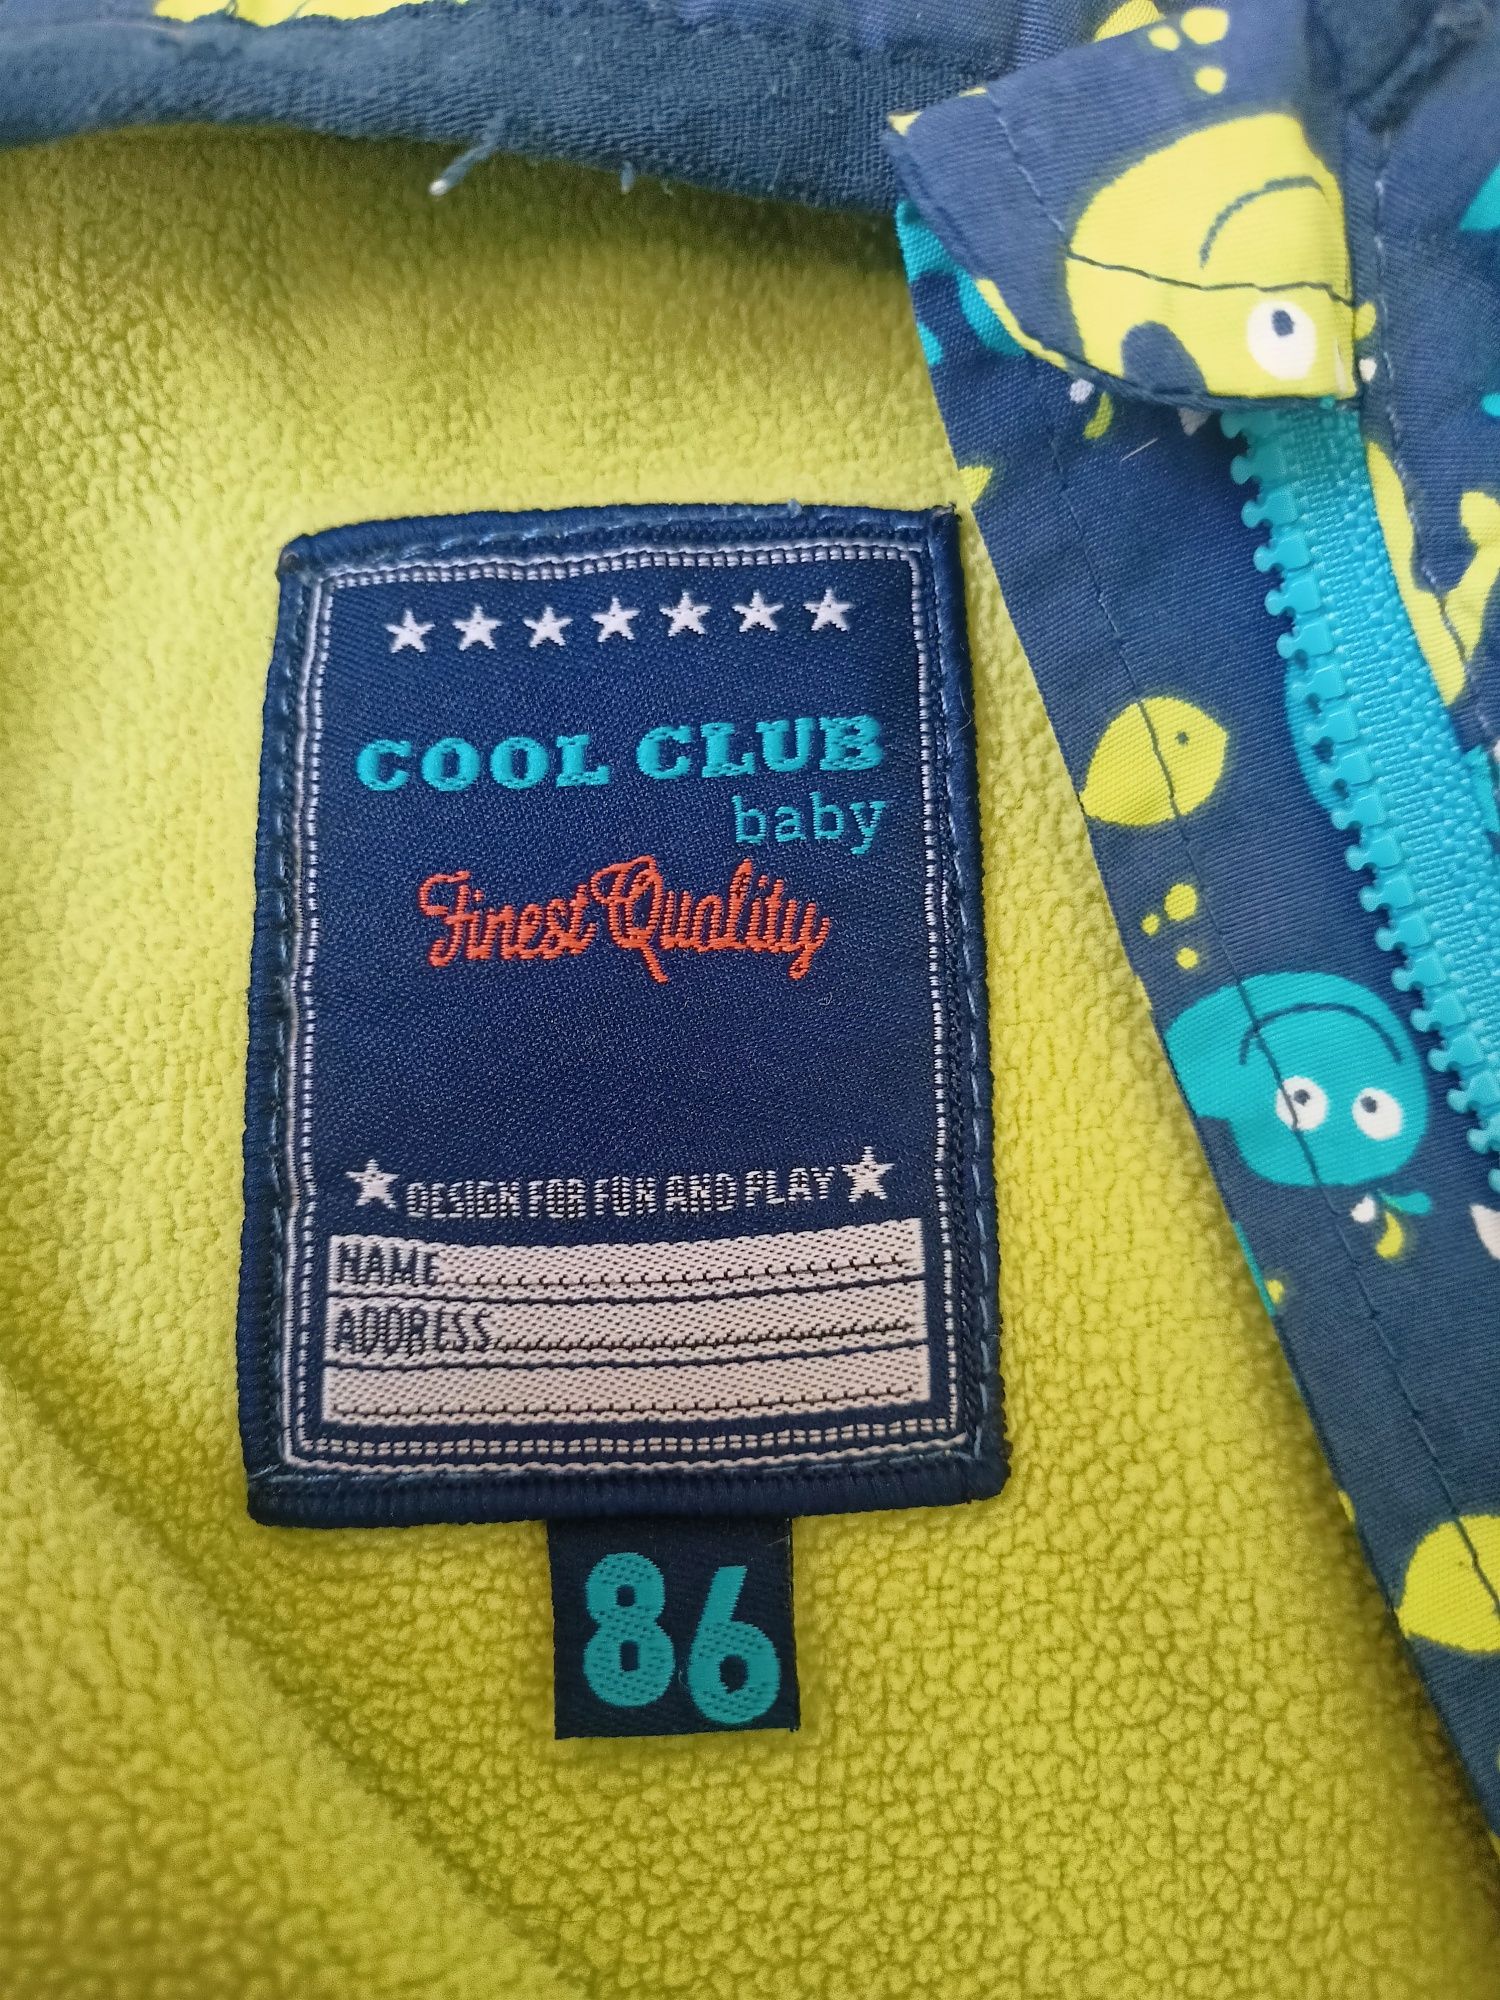 COOL CLUB
baby
Finest Quality
DESIGN FOR FUN AND PLAY
NAME
ADDRESS
86